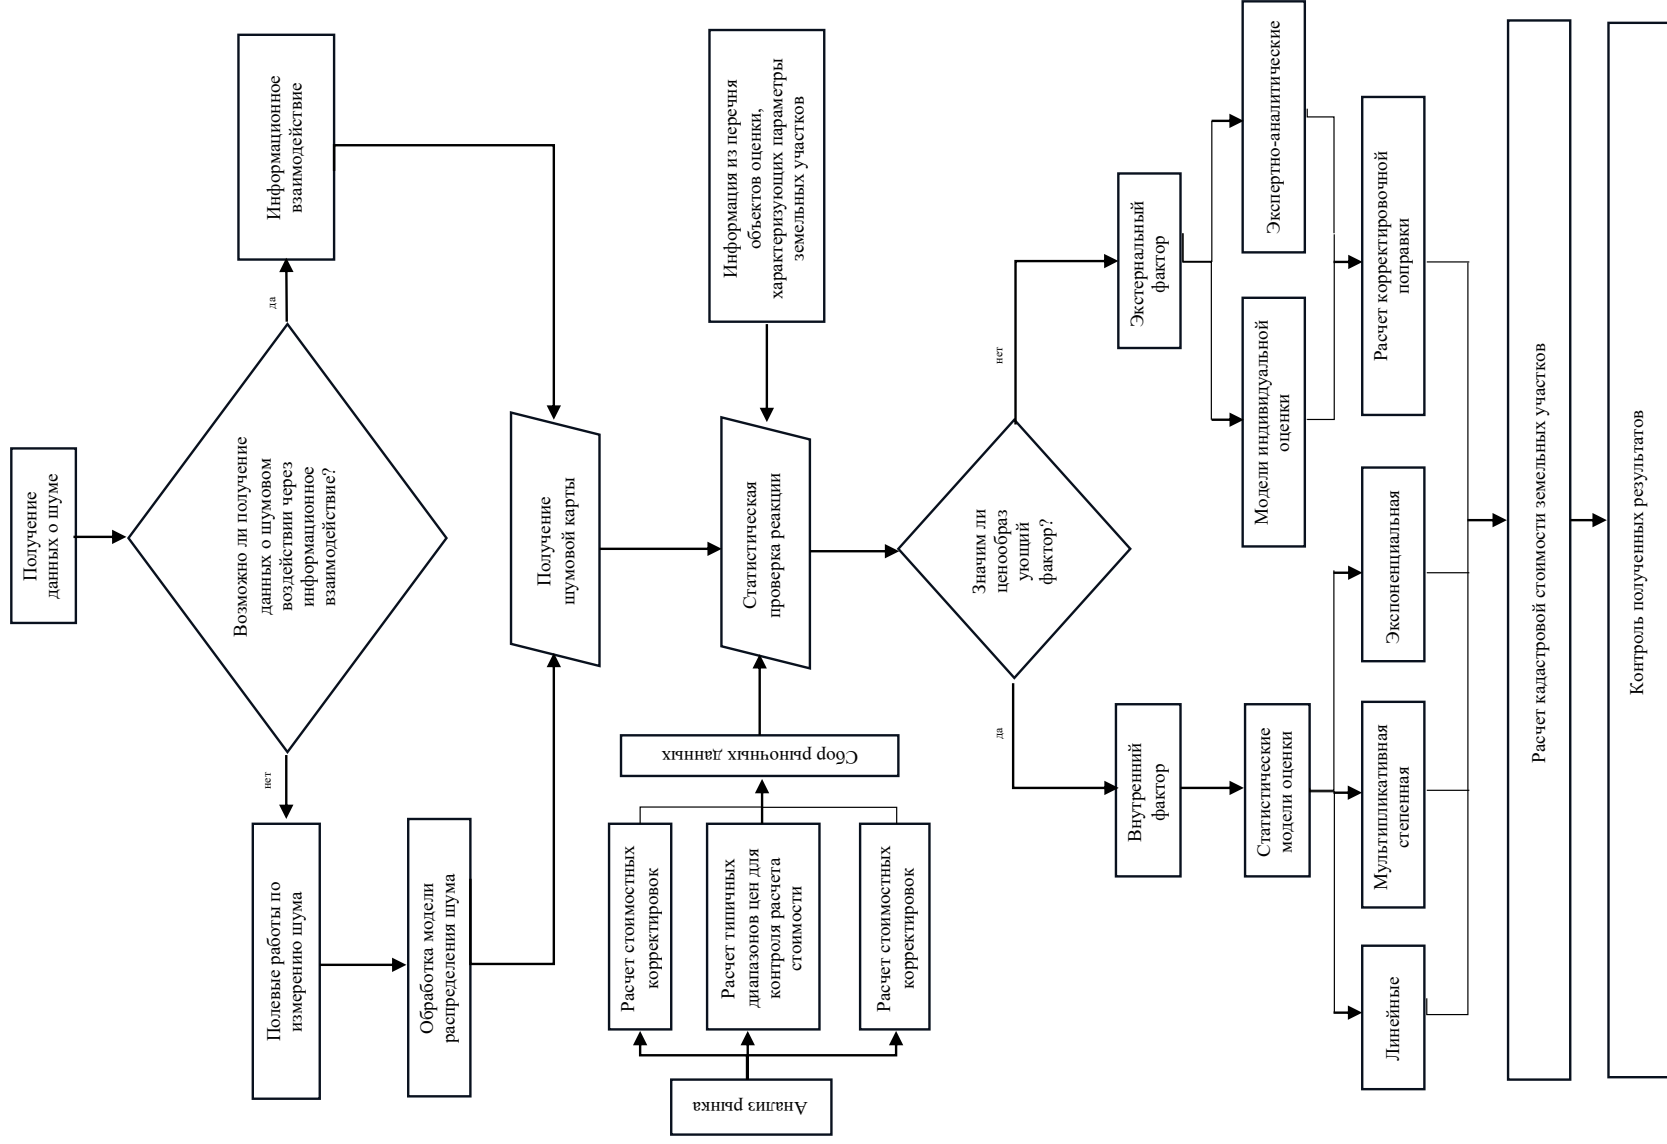 Получение
данных о шуме
Возможно ли получение
данных о шумовом
воздействии через
информационное
взаимодействие?
да
нет
Информационное
взаимодействие
Полевые работы по
измерению шума
Обработка модели
распределения шума
Получение
шумовой карты
Информация из перечня
объектов оценки,
характеризующих параметры
земельных участков
Статистическая
проверка реакции
Сбор рыночных данных
Расчет стоимостных
корректировок
Расчет типичных
диапазонов цен для
контроля расчета
стоимости
Расчет стоимостных
корректировок
Анализ рынка
Значим ли
ценообраз
ующий
фактор?
да
нет
Внутренний
фактор
Экстернальный
фактор
Статистические
модели оценки
Модели индивидуальной
оценки
Экспертно-аналитические
Линейные
Мультипликативная
степенная
Экспоненциальная
Расчет корректировочной
поправки
Расчет кадастровой стоимости земельных участков
Контроль полученных результатов